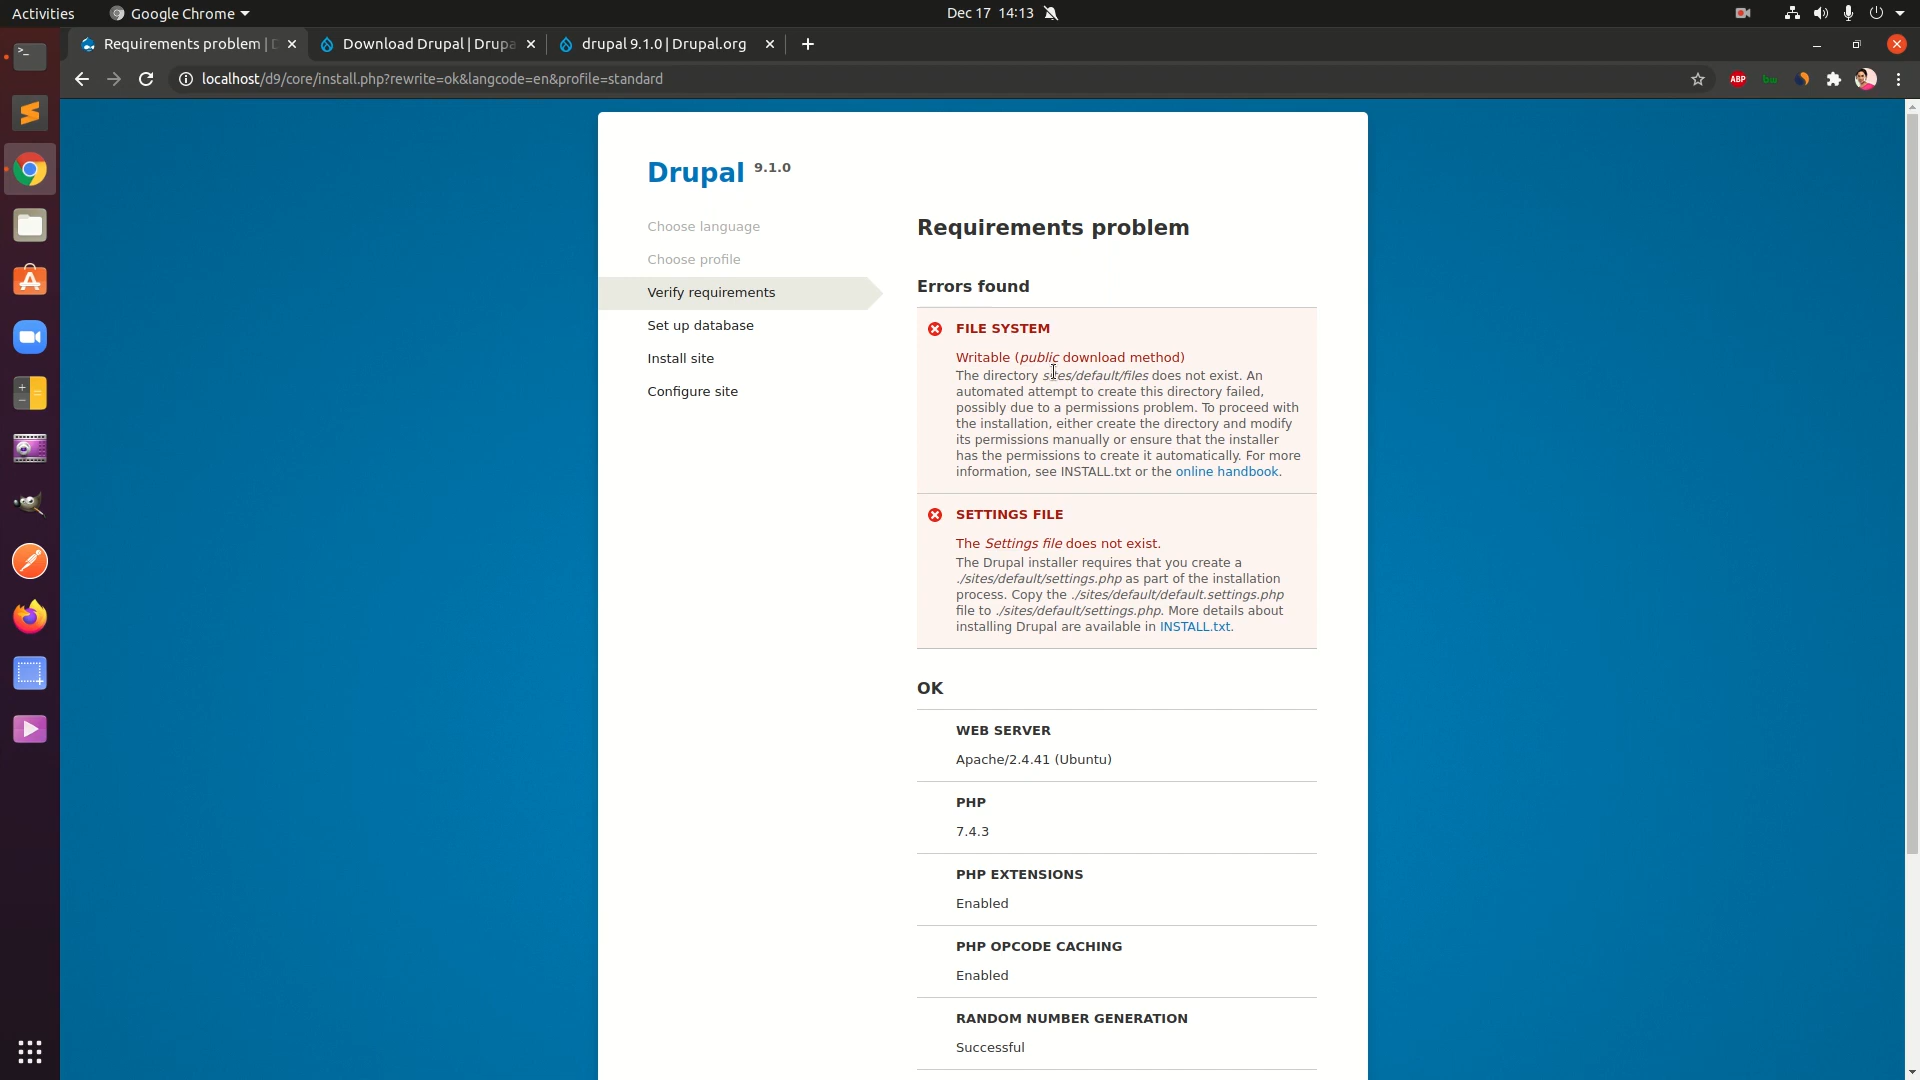 Activities
Google Chrome
Dec 17 14:13
Requirements problem |
Download Drupal | Drupa
drupal 9.1.0 | Drupal.org
localhost/d9/core/install.php?rewrite=ok&langcode=en&profile=standard
ABP
Drupal 9.1.0
Choose language
Choose profile
Verify requirements
Set up database
Install site
Configure site
Requirements problem
Errors found
FILE SYSTEM
Writable (public download method)
The directory sites/default/files does not exist. An
automated attempt to create this directory failed,
possibly due to a permissions problem. To proceed with
the installation, either create the directory and modify
its permissions manually or ensure that the installer
has the permissions to create it automatically. For more
information, see INSTALL.txt or the online handbook.
SETTINGS FILE
The Settings file does not exist.
The Drupal installer requires that you create a
./sites/default/settings.php as part of the installation
process. Copy the ./sites/default/default.settings.php
file to ./sites/default/settings.php. More details about
installing Drupal are available in INSTALL.txt.
OK
WEB SERVER
Apache/2.4.41 (Ubuntu)
PHP
7.4.3
PHP EXTENSIONS
Enabled
PHP OPCODE CACHING
Enabled
RANDOM NUMBER GENERATION
Successful